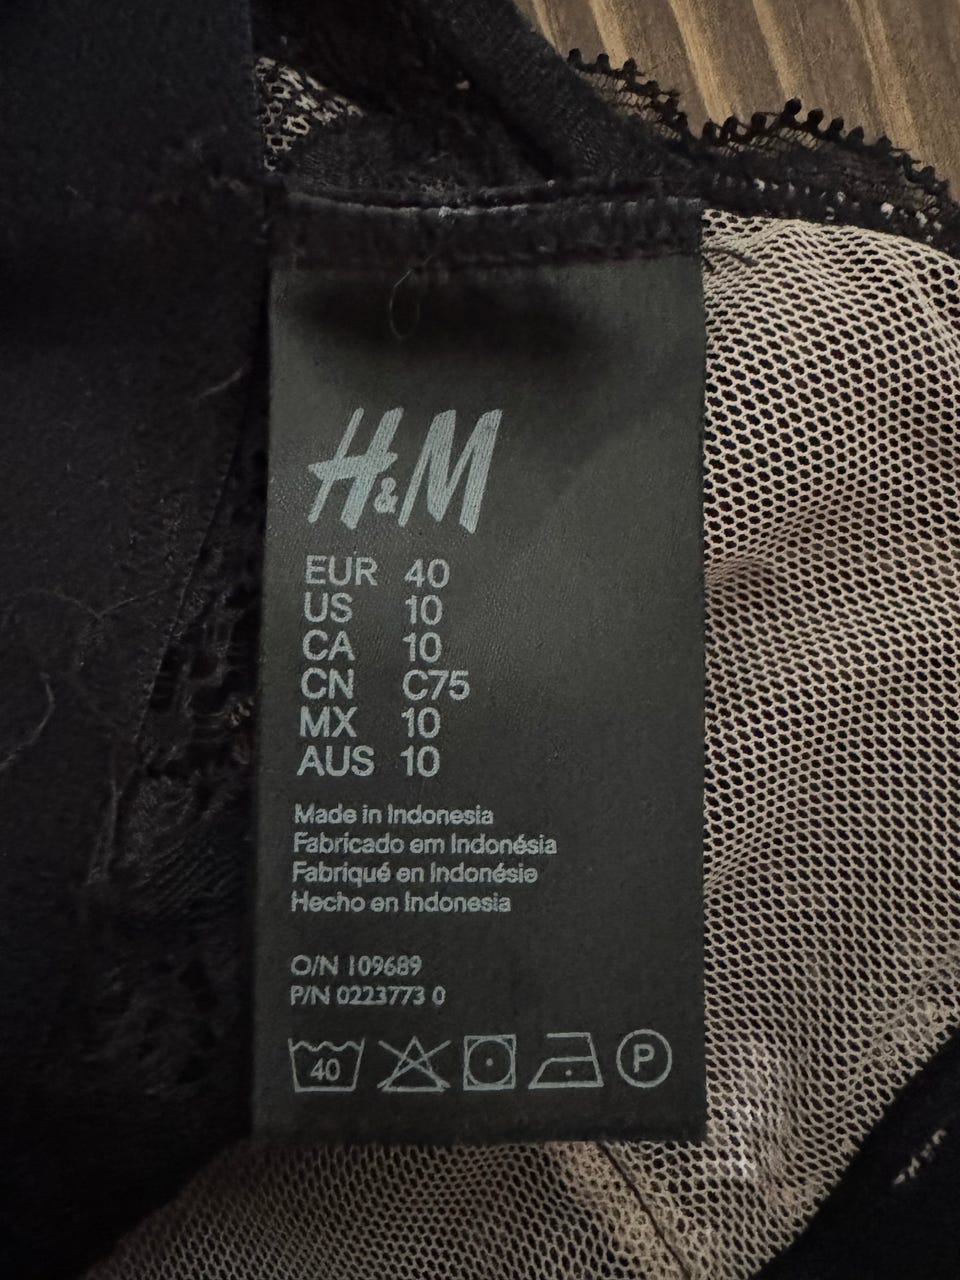 H&M
EUR 40
US 10
CA 10
CN C75
MX 10
AUS 10
Made in Indonesia
Fabricado em Indonésia
Fabriqué en Indonésie
Hecho en Indonesia
O/N 109689
P/N 0223773 0
40 P